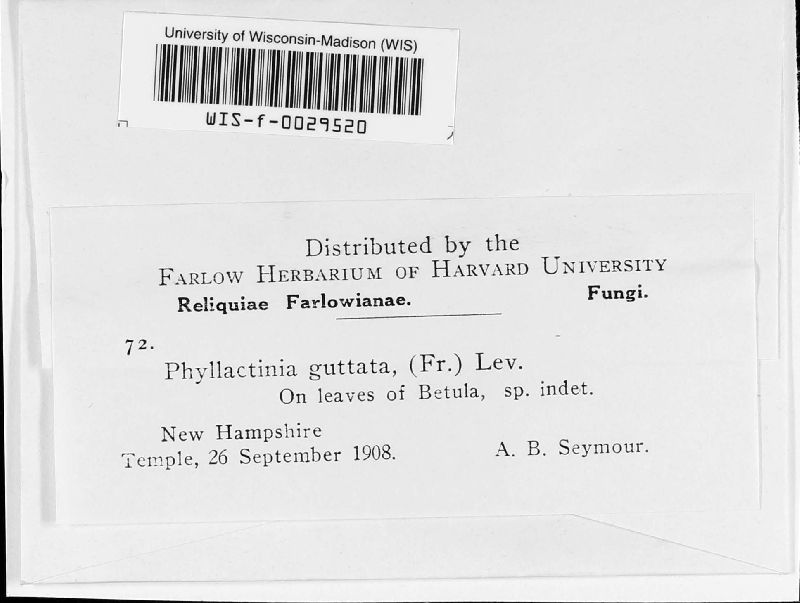 University of Wisconsin-Madison (WIS)
WIS-f-0029520
Distributed by the
FARLOW HERBARIUM OF HARVARD UNIVERSITY
Reliquiae Farlowianae. Fungi.
72.
Phyllactinia guttata, (Fr.) Lev.
On leaves of Betula, sp. indet.
New Hampshire
Temple, 26 September 1908. A. B. Seymour.